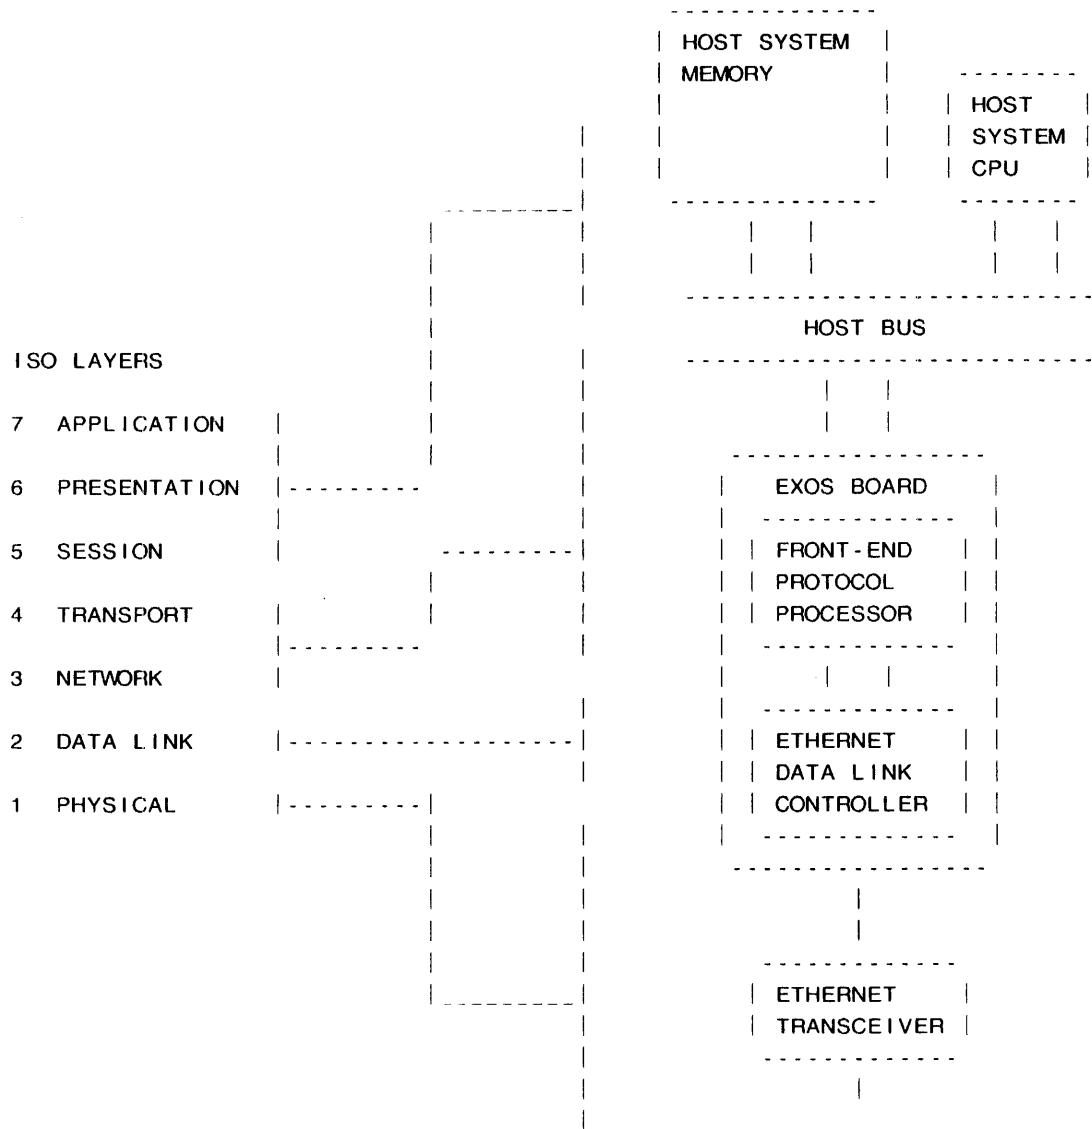 HOST SYSTEM
MEMORY
HOST
SYSTEM
CPU
HOST BUS
ISO LAYERS
7 APPLICATION
6 PRESENTATION
5 SESSION
4 TRANSPORT
3 NETWORK
2 DATA LINK
1 PHYSICAL
EXOS BOARD
FRONT-END
PROTOCOL
PROCESSOR
ETHERNET
DATA LINK
CONTROLLER
ETHERNET
TRANSCEIVER